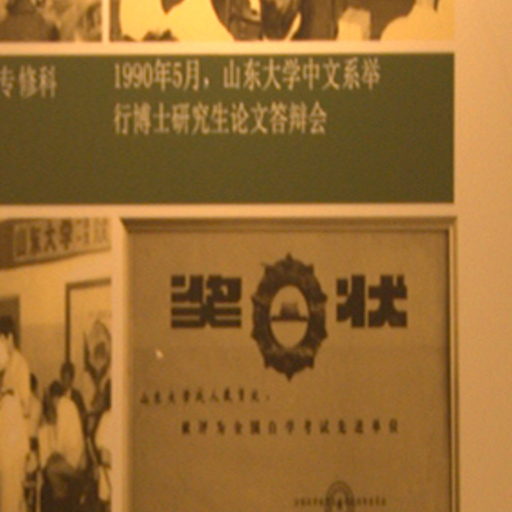 专修科
1990年5月，山东大学中文系举
行博士研究生论文答辩会
山东大学
奖状
山东大学成人教育处：
被评为全国自学考试先进单位